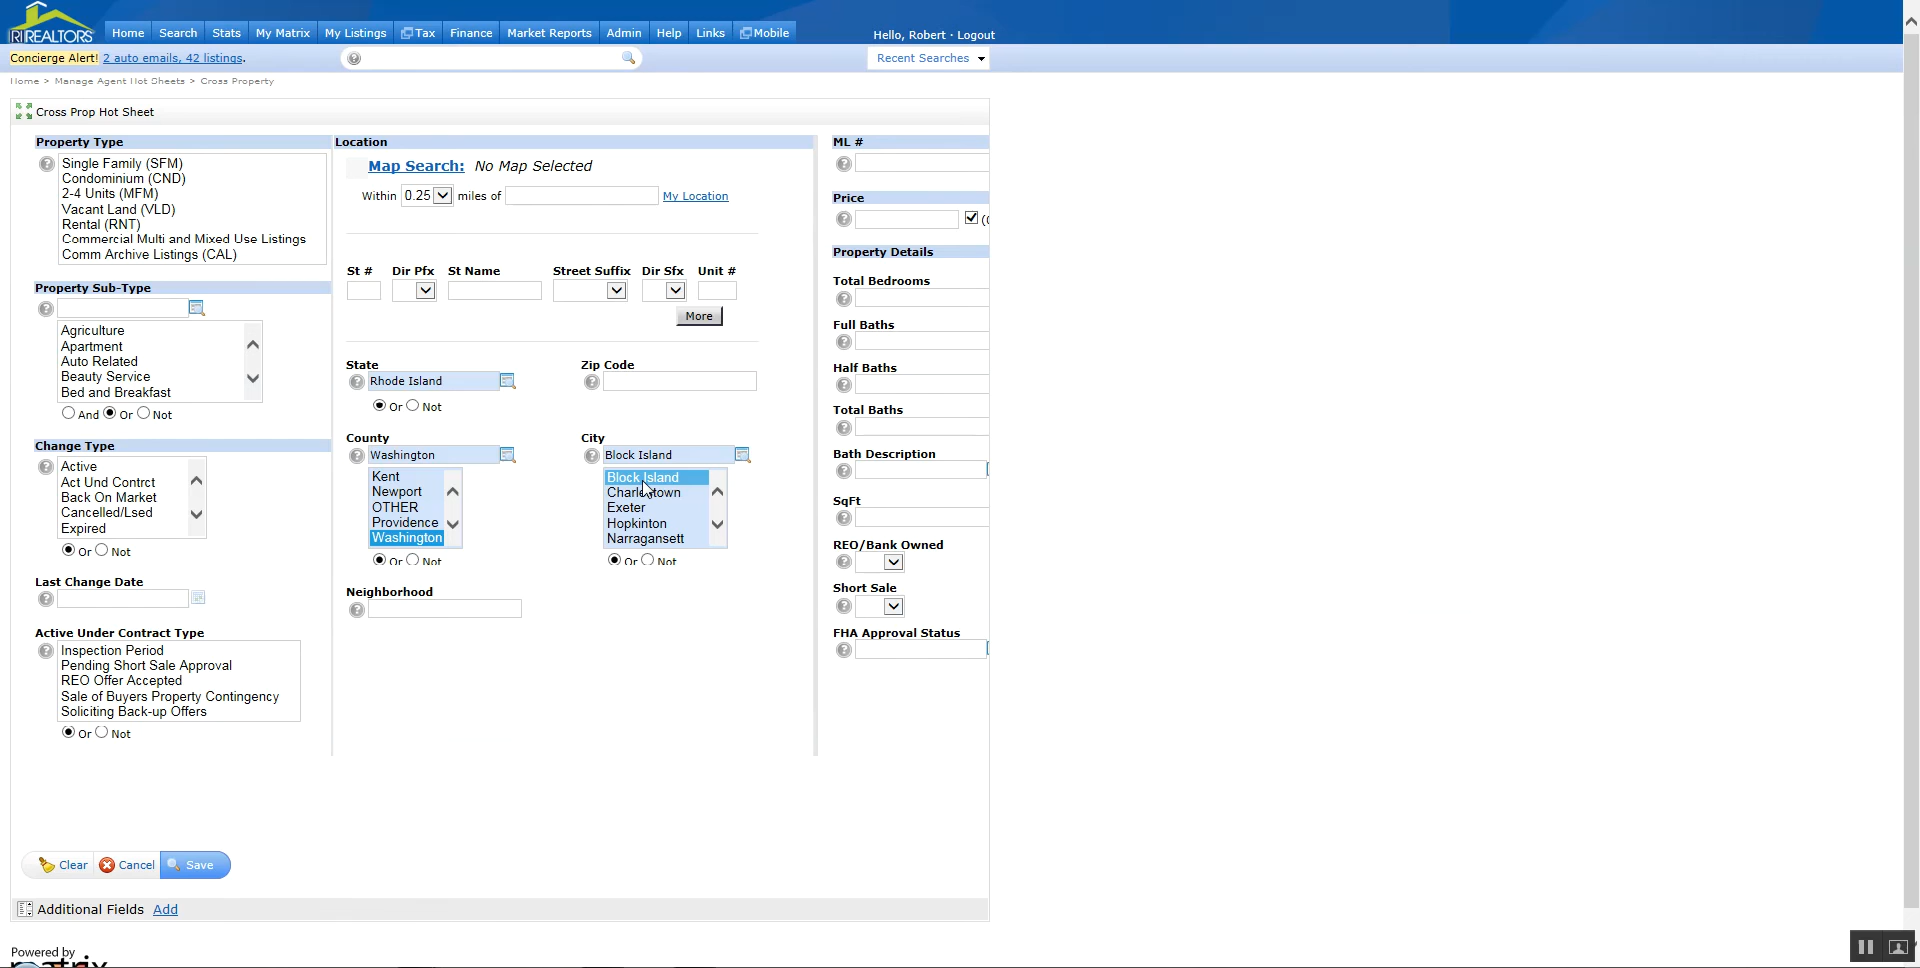 RIREALTORS
Home Search Stats My Matrix My Listings Tax Finance Market Reports Admin Help Links Mobile
Hello, Robert · Logout
Concierge Alert! 2 auto emails, 42 listings.
Recent Searches
Home > Manage Agent Hot Sheets > Cross Property
Cross Prop Hot Sheet
Property Type
Single Family (SFM)
Condominium (CND)
2-4 Units (MFM)
Vacant Land (VLD)
Rental (RNT)
Commercial Multi and Mixed Use Listings
Comm Archive Listings (CAL)
Property Sub-Type
Agriculture
Apartment
Auto Related
Beauty Service
Bed and Breakfast
And Or Not
Change Type
Active
Act Und Contrct
Back On Market
Cancelled/Lsed
Expired
Or Not
Last Change Date
Active Under Contract Type
Inspection Period
Pending Short Sale Approval
REO Offer Accepted
Sale of Buyers Property Contingency
Soliciting Back-up Offers
Or Not
Location
Map Search: No Map Selected
Within 0.25 miles of My Location
St # Dir Pfx St Name Street Suffix Dir Sfx Unit #
More
State
Rhode Island
Or Not
Zip Code
County
Washington
Kent
Newport
OTHER
Providence
Washington
Or Not
City
Block Island
Block Island
Charlestown
Exeter
Hopkinton
Narragansett
Or Not
Neighborhood
ML #
Price
Property Details
Total Bedrooms
Full Baths
Half Baths
Total Baths
Bath Description
SqFt
REO/Bank Owned
Short Sale
FHA Approval Status
Clear Cancel Save
Additional Fields Add
Powered by
matrix